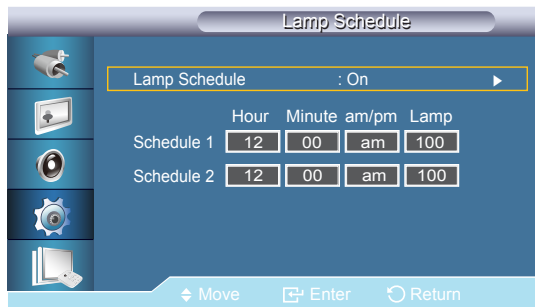 Lamp Schedule
Lamp Schedule : On
Hour Minute am/pm Lamp
Schedule 1 12 00 am 100
Schedule 2 12 00 am 100
Move Enter Return